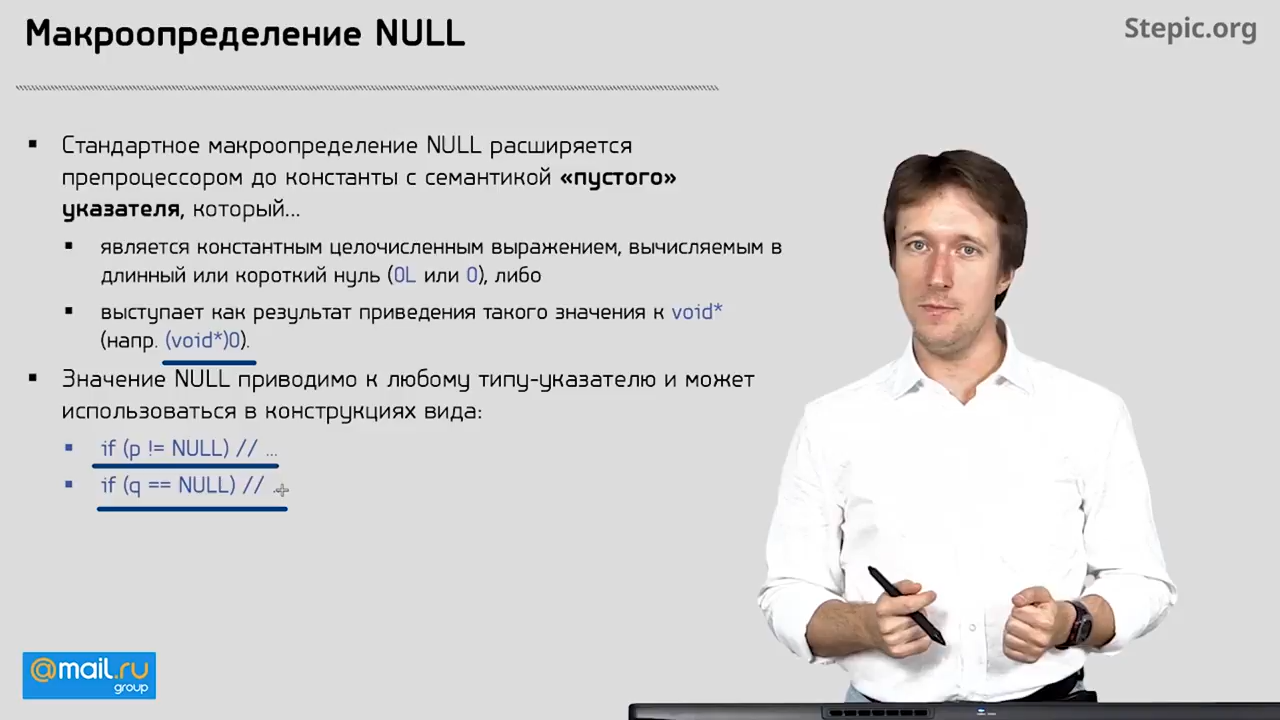 Макроопределение NULL
Stepic.org
▪ Стандартное макроопределение NULL расширяется
препроцессором до константы с семантикой «пустого»
указателя, который...
▪ является константным целочисленным выражением, вычисляемым в
длинный или короткий нуль (0L или 0), либо
▪ выступает как результат приведения такого значения к void*
(напр. (void*)0).
▪ Значение NULL приводимо к любому типу-указателю и может
использоваться в конструкциях вида:
▪ if (p != NULL) // ...
▪ if (q == NULL) // ...
@mail.ru
group